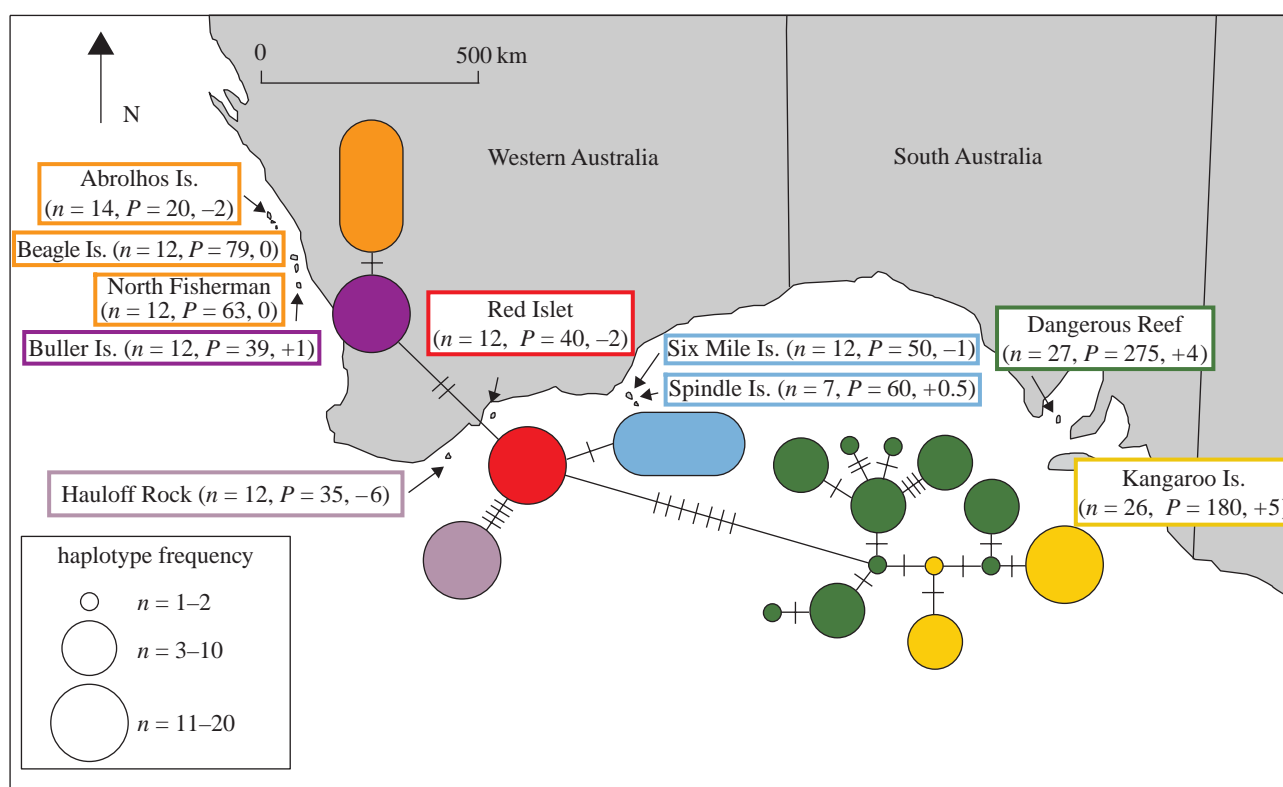 0 500 km
N
Western Australia
South Australia
Abrolhos Is.
(n = 14, P = 20, –2)
Beagle Is. (n = 12, P = 79, 0)
North Fisherman
(n = 12, P = 63, 0)
Buller Is. (n = 12, P = 39, +1)
Red Islet
(n = 12, P = 40, –2)
Six Mile Is. (n = 12, P = 50, –1)
Spindle Is. (n = 7, P = 60, +0.5)
Dangerous Reef
(n = 27, P = 275, +4)
Hauloff Rock (n = 12, P = 35, –6)
Kangaroo Is.
(n = 26, P = 180, +5)
haplotype frequency
n = 1–2
n = 3–10
n = 11–20